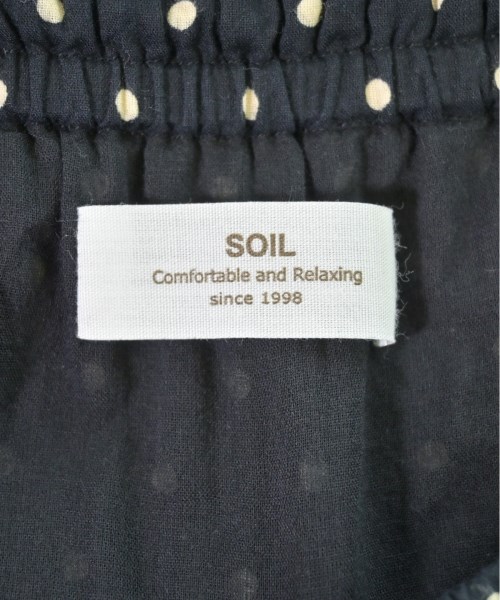 SOIL
Comfortable and Relaxing
since 1998